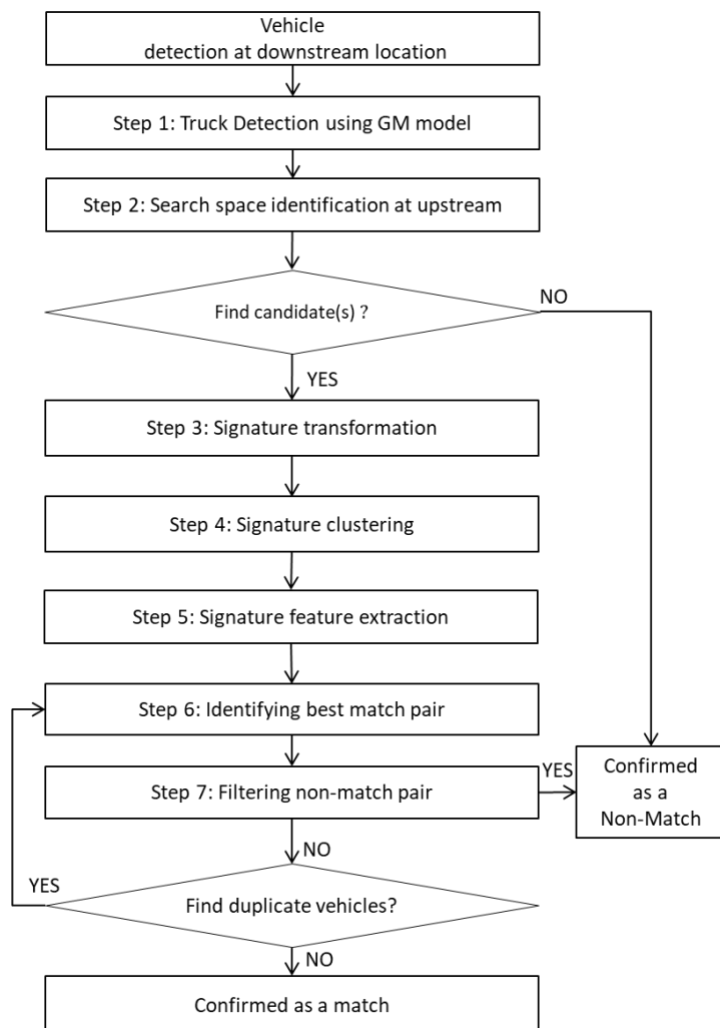 Vehicle
detection at downstream location
Step 1: Truck Detection using GM model
Step 2: Search space identification at upstream
Find candidate(s) ?
NO
YES
Step 3: Signature transformation
Step 4: Signature clustering
Step 5: Signature feature extraction
Step 6: Identifying best match pair
Step 7: Filtering non-match pair
YES
Confirmed
as a
Non-Match
NO
YES
Find duplicate vehicles?
NO
Confirmed as a match